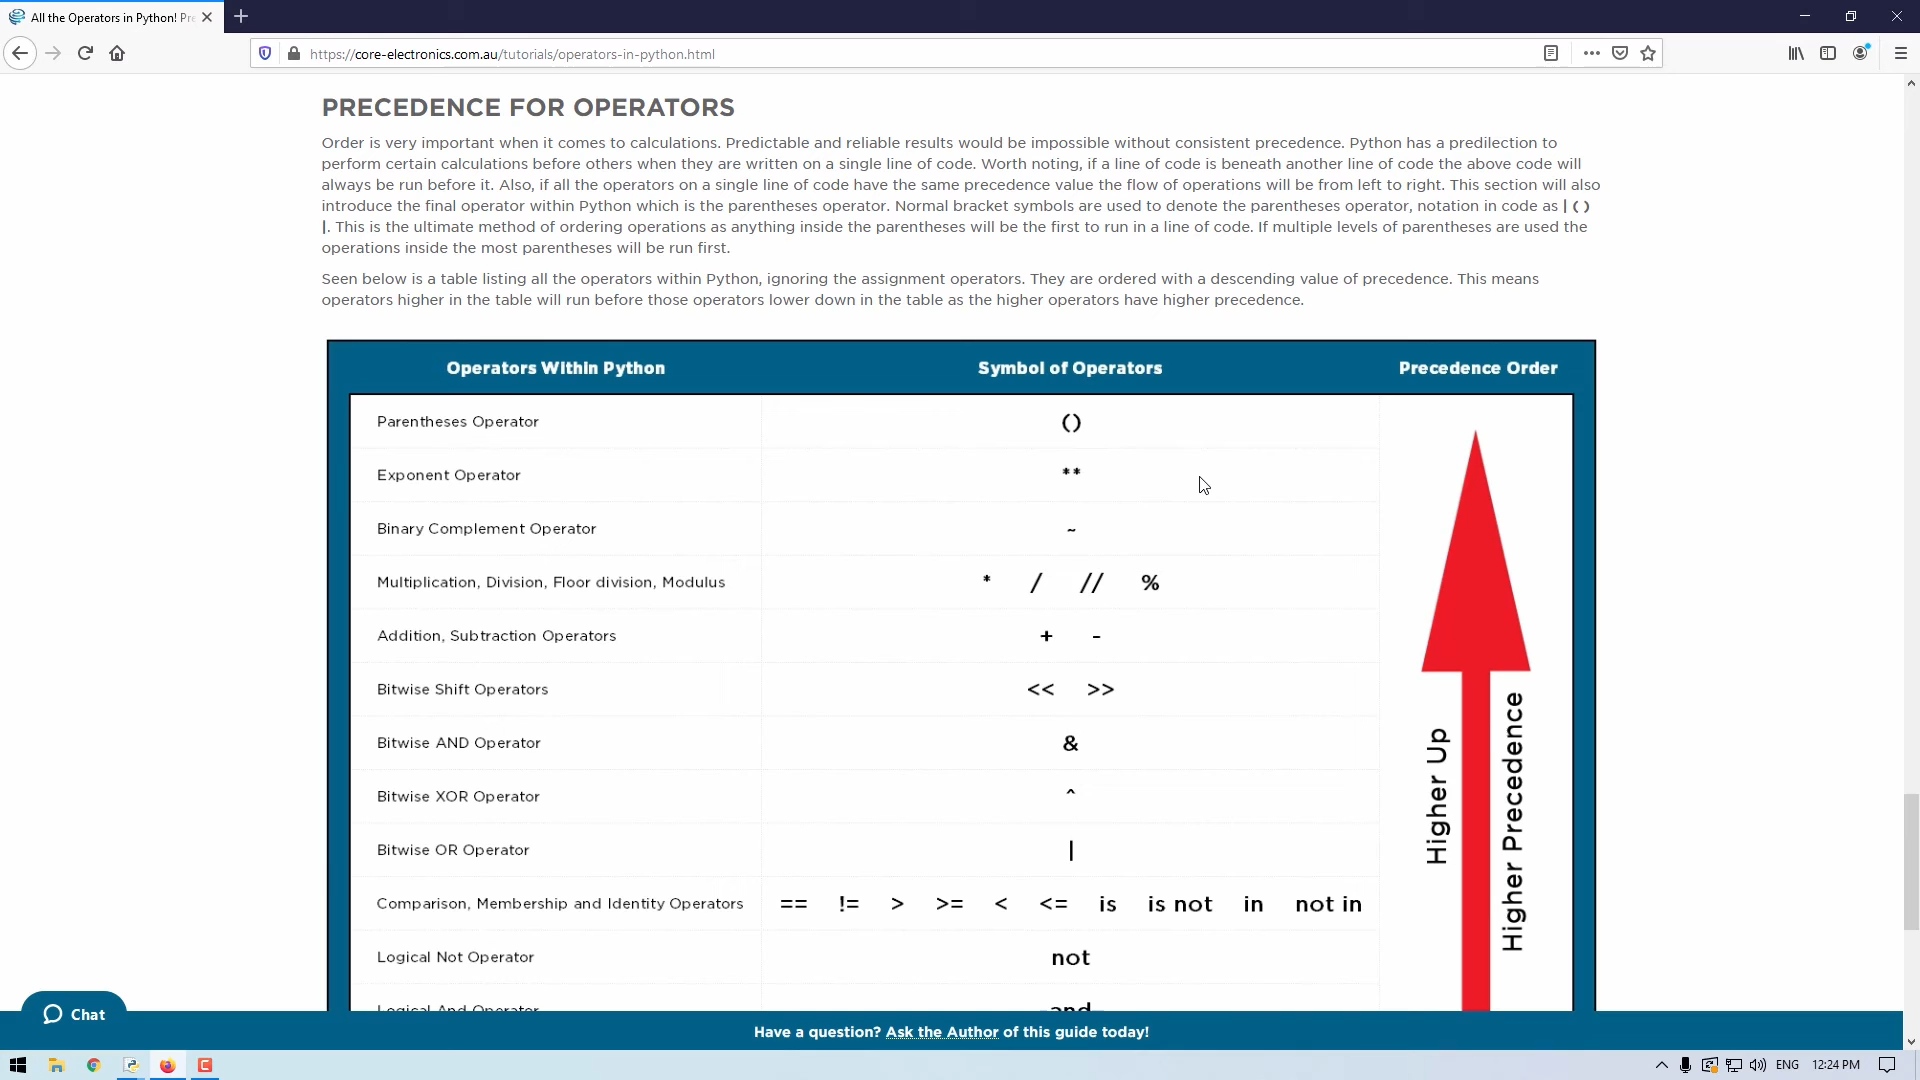 All the Operators in Python! Pr
https://core-electronics.com.au/tutorials/operators-in-python.html
PRECEDENCE FOR OPERATORS
Order is very important when it comes to calculations. Predictable and reliable results would be impossible without consistent precedence. Python has a predilection to
perform certain calculations before others when they are written on a single line of code. Worth noting, if a line of code is beneath another line of code the above code will
always be run before it. Also, if all the operators on a single line of code have the same precedence value the flow of operations will be from left to right. This section will also
introduce the final operator within Python which is the parentheses operator. Normal bracket symbols are used to denote the parentheses operator, notation in code as | ( )
|. This is the ultimate method of ordering operations as anything inside the parentheses will be the first to run in a line of code. If multiple levels of parentheses are used the
operations inside the most parentheses will be run first.
Seen below is a table listing all the operators within Python, ignoring the assignment operators. They are ordered with a descending value of precedence. This means
operators higher in the table will run before those operators lower down in the table as the higher operators have higher precedence.
Operators Within Python Symbol of Operators Precedence Order
Parentheses Operator ()
Exponent Operator **
Binary Complement Operator ~
Multiplication, Division, Floor division, Modulus * / // %
Addition, Subtraction Operators + -
Bitwise Shift Operators << >>
Bitwise AND Operator &
Bitwise XOR Operator ^
Bitwise OR Operator |
Comparison, Membership and Identity Operators == != > >= < <= is is not in not in
Logical Not Operator not
Logical And Operator and
Higher Up
Higher Precedence
Chat
Have a question? Ask the Author of this guide today!
ENG 12:24 PM